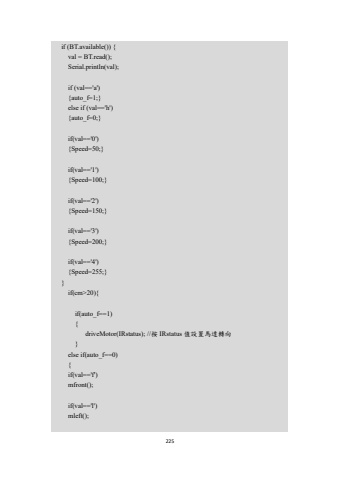 if (BT.available()) {
val = BT.read();
Serial.println(val);
if (val=='a')
{auto_f=1;}
else if (val=='h')
{auto_f=0;}
if(val=='0')
{Speed=50;}
if(val=='1')
{Speed=100;}
if(val=='2')
{Speed=150;}
if(val=='3')
{Speed=200;}
if(val=='4')
{Speed=255;}
}
if(cm>20){
if(auto_f==1)
{
driveMotor(IRstatus); //按 IRstatus 值設置馬達轉向
}
else if(auto_f==0)
{
if(val=='f')
mfront();
if(val=='l')
mleft();
225